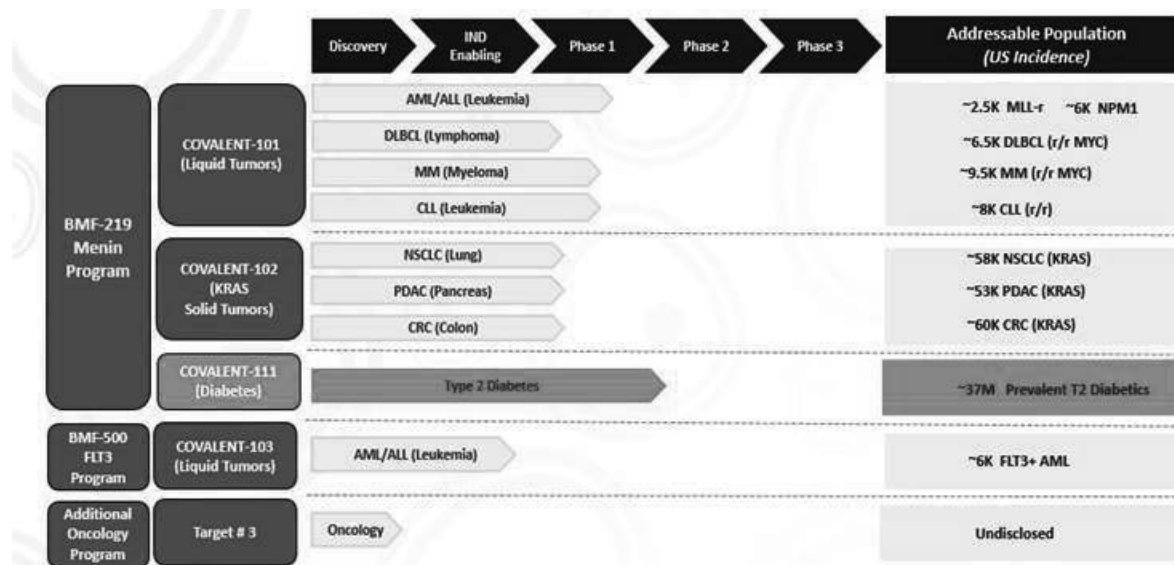 Discovery
IND
Enabling
Phase 1
Phase 2
Phase 3
Addressable Population
(US Incidence)
BMF-219
Menin
Program
COVALENT-101
(Liquid Tumors)
AML/ALL (Leukemia)
~2.5K MLL-r ~6K NPM1
DLBCL (Lymphoma)
~6.5K DLBCL (r/r MYC)
MM (Myeloma)
~9.5K MM (r/r MYC)
CLL (Leukemia)
~8K CLL (r/r)
COVALENT-102
(KRAS
Solid Tumors)
NSCLC (Lung)
~58K NSCLC (KRAS)
PDAC (Pancreas)
~53K PDAC (KRAS)
CRC (Colon)
~60K CRC (KRAS)
COVALENT-111
(Diabetes)
Type 2 Diabetes
~37M Prevalent T2 Diabetics
BMF-500
FLT3
Program
COVALENT-103
(Liquid Tumors)
AML/ALL (Leukemia)
~6K FLT3+ AML
Additional
Oncology
Program
Target # 3
Oncology
Undisclosed